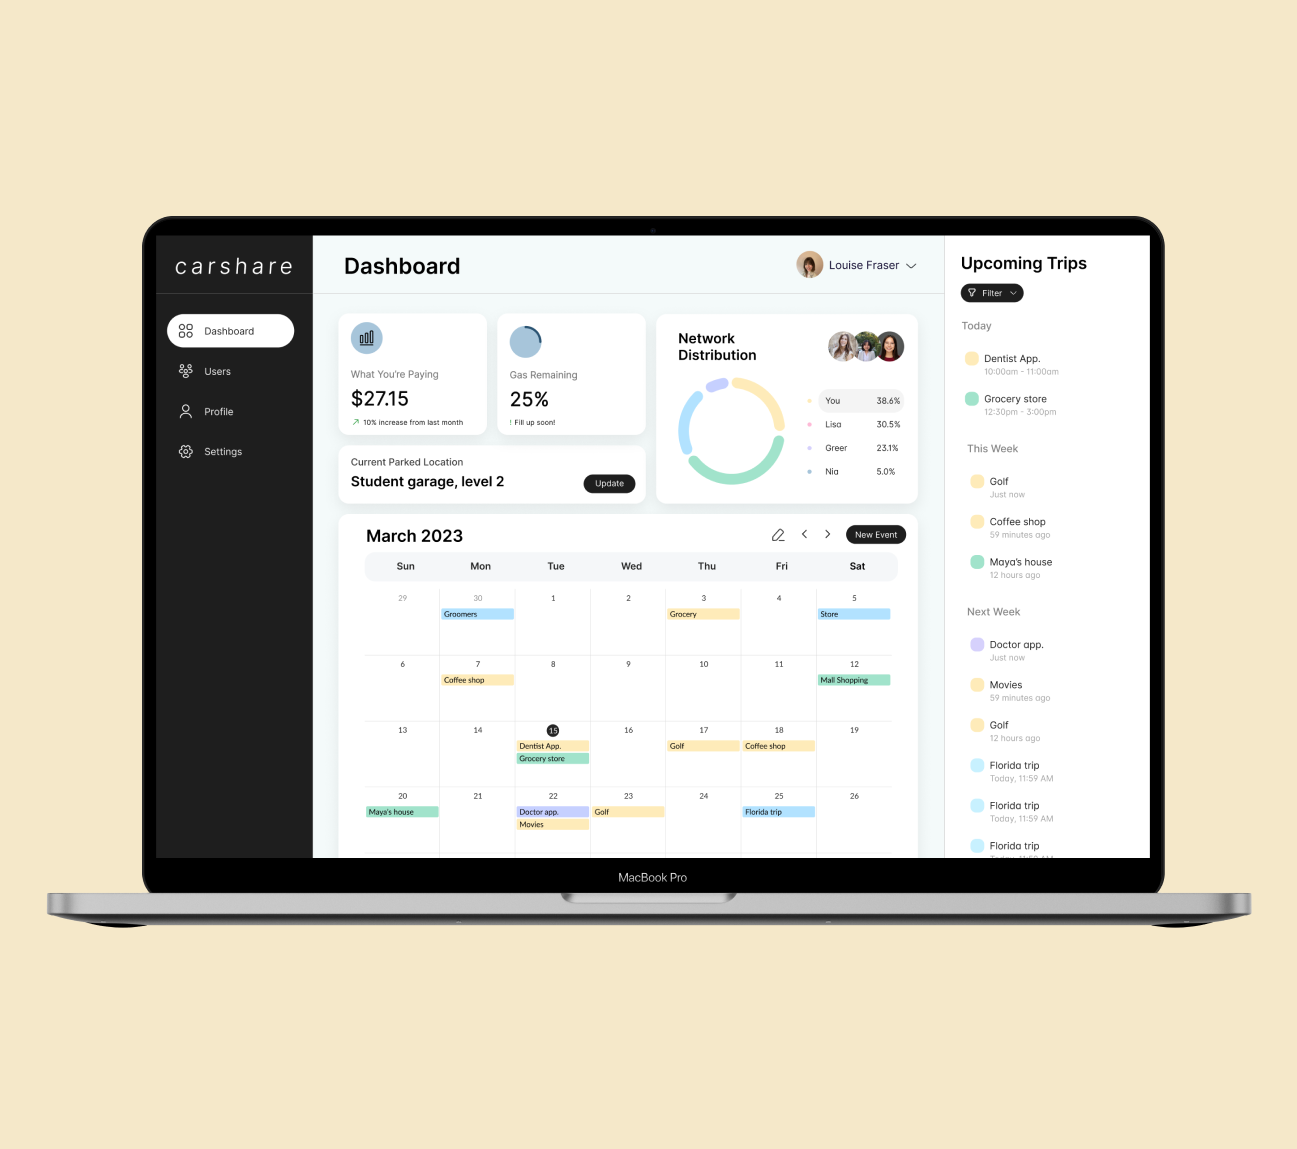 carshare
Dashboard
Users
Profile
Settings
Dashboard
Louise Fraser
What You're Paying
$27.15
10% increase from last month
Gas Remaining
25%
! Fill up soon!
Current Parked Location
Student garage, level 2
Update
Network
Distribution
You 38.6%
Lisa 30.5%
Greer 23.1%
Nia 5.0%
March 2023
New Event
Sun Mon Tue Wed Thu Fri Sat
29 30 1 2 3 4 5
Groomers Grocery Store
6 7 8 9 10 11 12
Coffee shop Mall Shopping
13 14 15 16 17 18 19
Dentist App. Golf Coffee shop
Grocery store
20 21 22 23 24 25 26
Maya's house Doctor app. Golf Florida trip
Movies
Upcoming Trips
Filter
Today
Dentist App.
10:00am - 11:00am
Grocery store
12:30pm - 3:00pm
This Week
Golf
Just now
Coffee shop
59 minutes ago
Maya's house
12 hours ago
Next Week
Doctor app.
Just now
Movies
59 minutes ago
Golf
12 hours ago
Florida trip
Today, 11:59 AM
Florida trip
Today, 11:59 AM
Florida trip
MacBook Pro